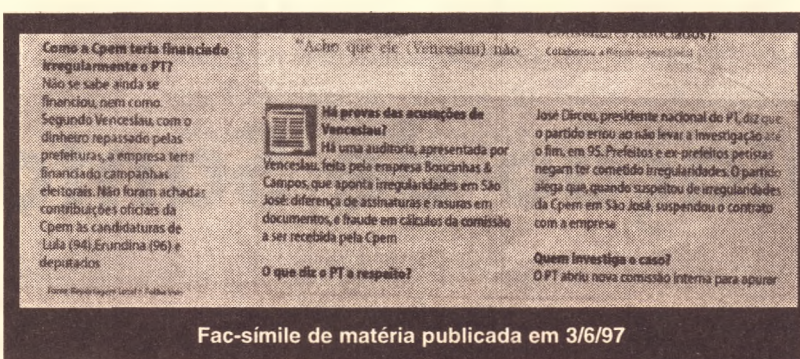 Como a Cpem teria financiado
irregularmente o PT?
Não se sabe ainda se
financiou, nem como.
Segundo Venceslau, com o
dinheiro repassado pelas
prefeituras, a empresa teria
financiado campanhas
eleitorais. Não foram achadas
contribuições oficiais da
Cpem às candidaturas de
Lula (94), Erundina (96) e
deputados
Fonte: Reportagem Local e
"Acho que ele (Venceslau) não
Há provas das acusações de
Venceslau?
Há uma auditoria, apresentada por
Venceslau, feita pela empresa Boucinhas &
Campos, que aponta irregularidades em São
José: diferença de assinaturas e rasuras em
documentos, e fraude em cálculos da comissão
a ser recebida pela Cpem
O que diz o PT a respeito?
Associados).
Colaborou a Reportagem Local
José Dirceu, presidente nacional do PT, diz que
o partido errou ao não levar a investigação até
o fim, em 95. Prefeitos e ex-prefeitos petistas
negam ter cometido irregularidades. O partido
alega que, quando suspeitou de irregularidades
da Cpem em São José, suspendeu o contrato
com a empresa
Quem investiga o caso?
O PT abriu nova comissão interna para apurar
Fac-símile de matéria publicada em 3/6/97